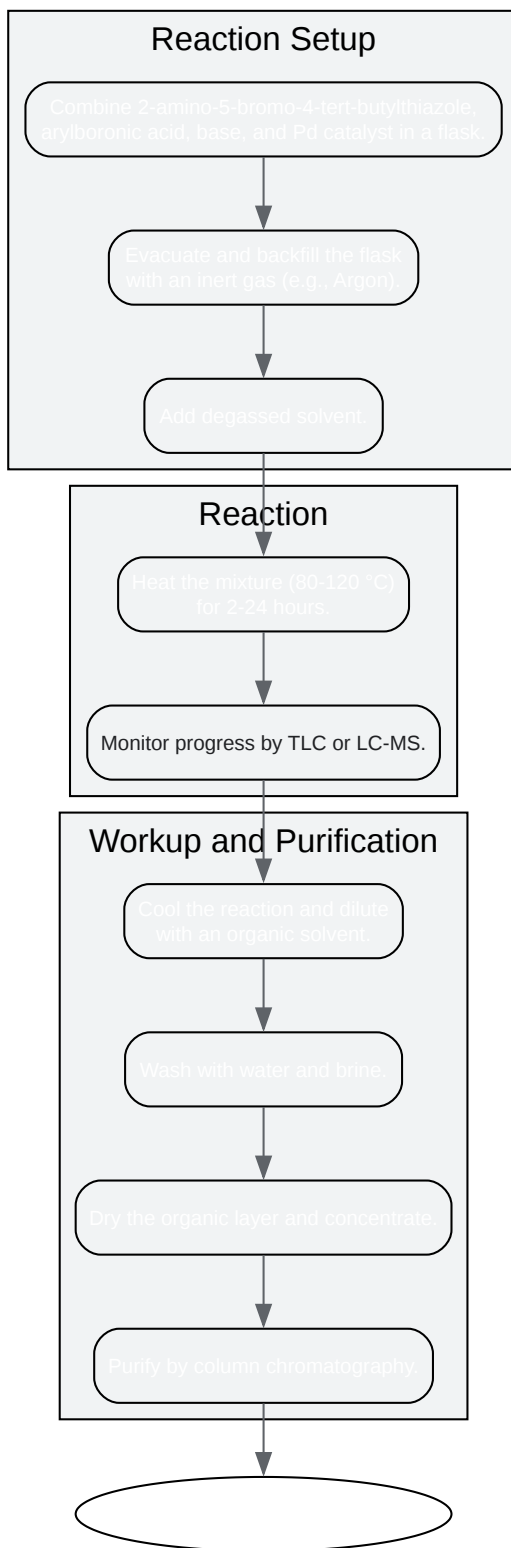 Reaction Setup
Combine 2-amino-5-bromo-4-tert-butylthiazole,
arylboronic acid, base, and Pd catalyst in a flask.
Evacuate and backfill the flask
with an inert gas (e.g., Argon).
Add degassed solvent.
Reaction
Heat the mixture (80-120 °C)
for 2-24 hours.
Monitor progress by TLC or LC-MS.
Workup and Purification
Cool the reaction and dilute
with an organic solvent.
Wash with water and brine.
Dry the organic layer and concentrate.
Purify by column chromatography.